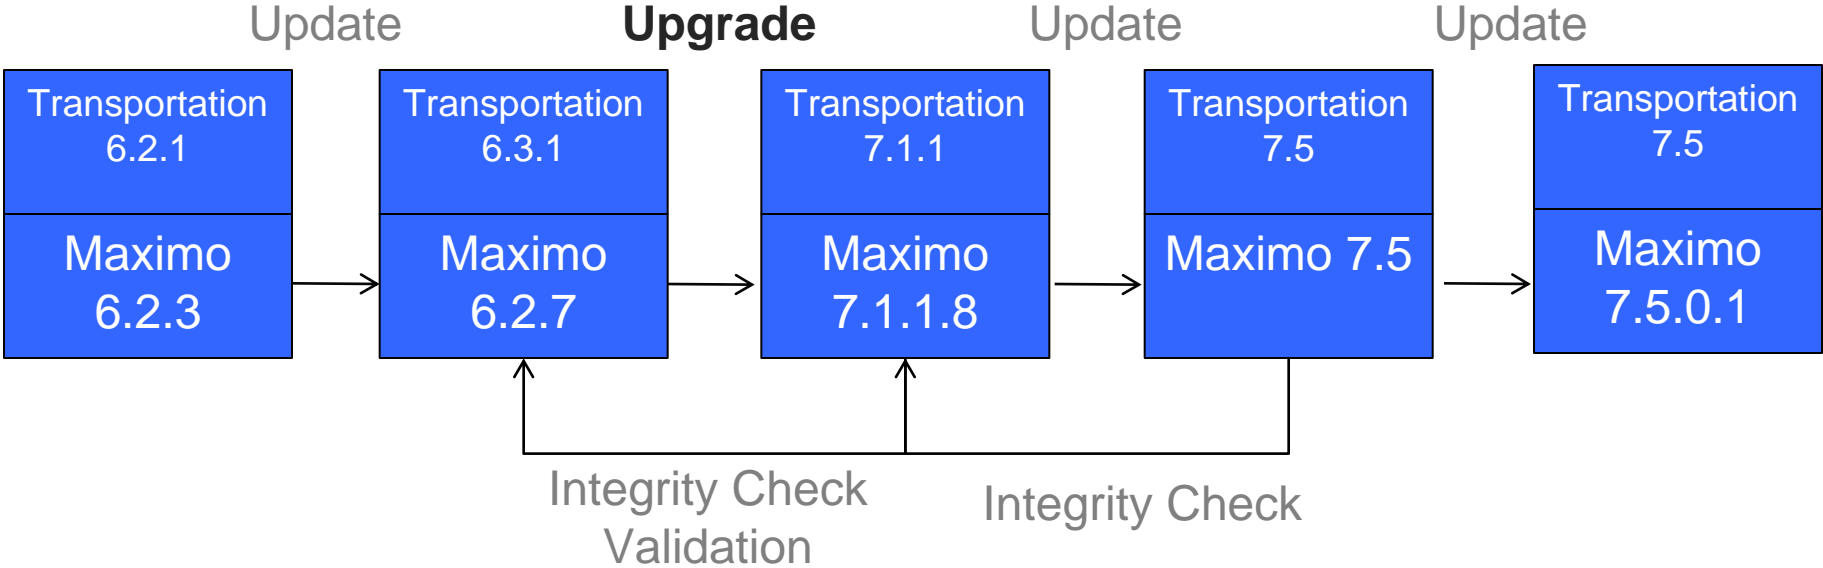 Update
Upgrade
Update
Update
Transportation
6.2.1
Maximo
6.2.3
Transportation
6.3.1
Maximo
6.2.7
Transportation
7.1.1
Maximo
7.1.1.8
Transportation
7.5
Maximo 7.5
Transportation
7.5
Maximo
7.5.0.1
Integrity Check
Validation
Integrity Check